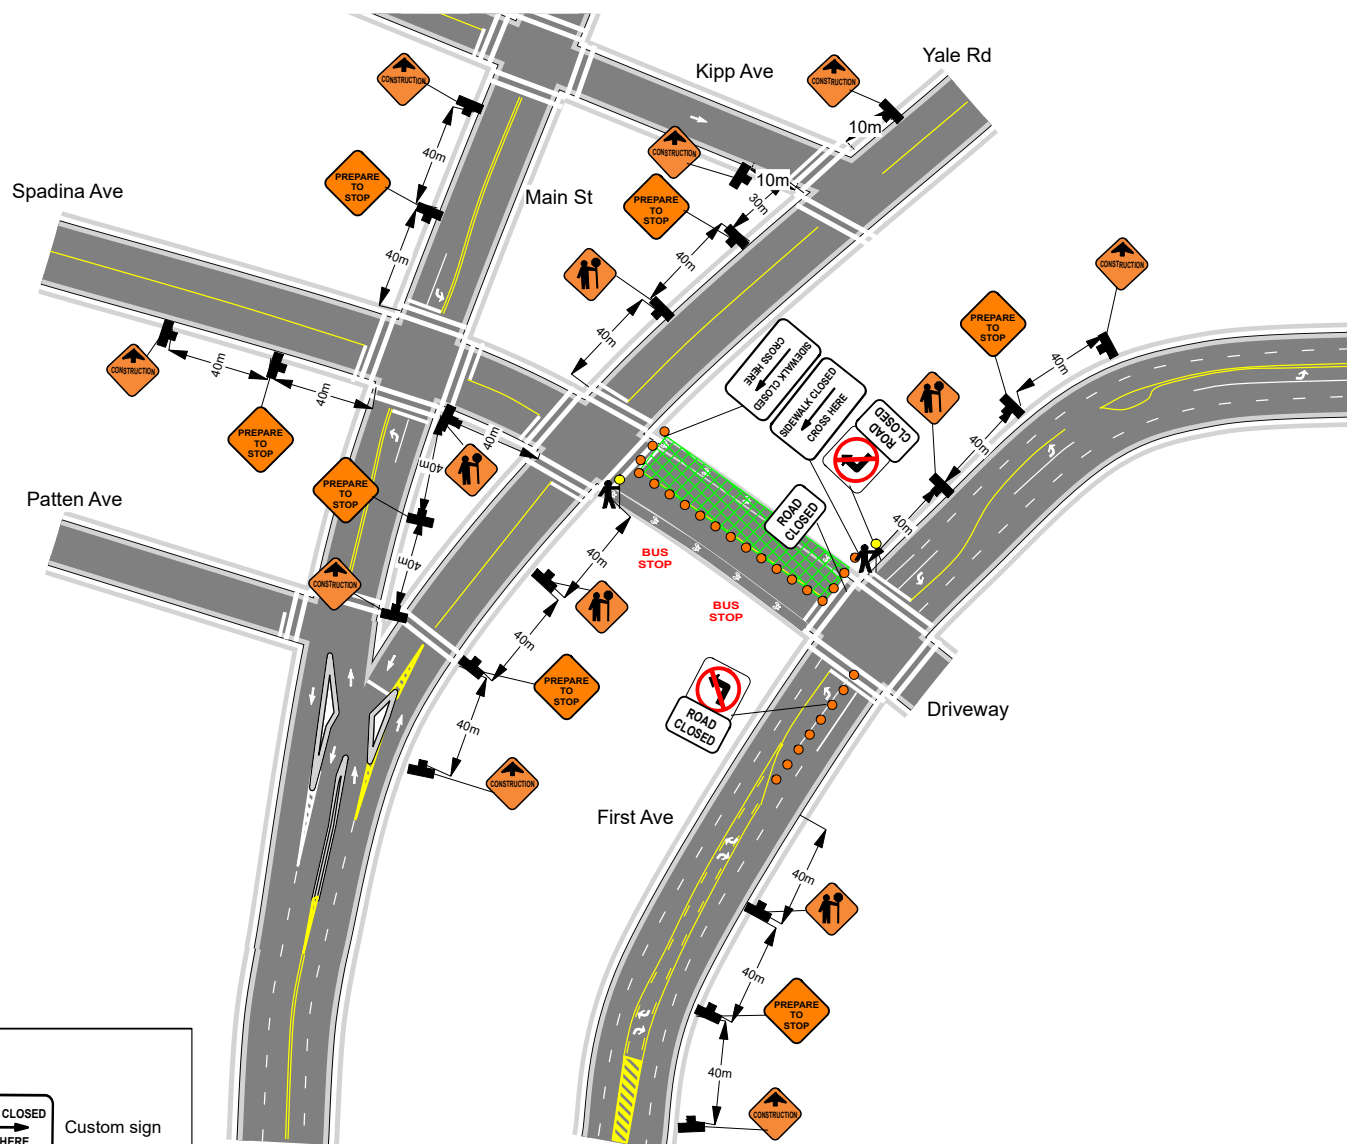 Yale Rd
Kipp Ave
CONSTRUCTION
CONSTRUCTION
10m
CONSTRUCTION
40m
PREPARE
TO
STOP
10m
Spadina Ave
Main St
PREPARE
TO
STOP
30m
40m
40m
CONSTRUCTION
PREPARE
TO
STOP
40m
40m
SIDEWALK CLOSED
CROSS HERE
SIDEWALK CLOSED
CROSS HERE
ROAD
CLOSED
CONSTRUCTION
40m
40m
PREPARE
TO
STOP
40m
40m
40m
40m
PREPARE
TO
STOP
Patten Ave
ROAD
CLOSED
40m
BUS
STOP
40m
40m
CONSTRUCTION
BUS
STOP
40m
PREPARE
TO
STOP
ROAD
CLOSED
Driveway
40m
CONSTRUCTION
First Ave
40m
40m
PREPARE
TO
STOP
40m
CONSTRUCTION
CLOSED
HERE
Custom sign